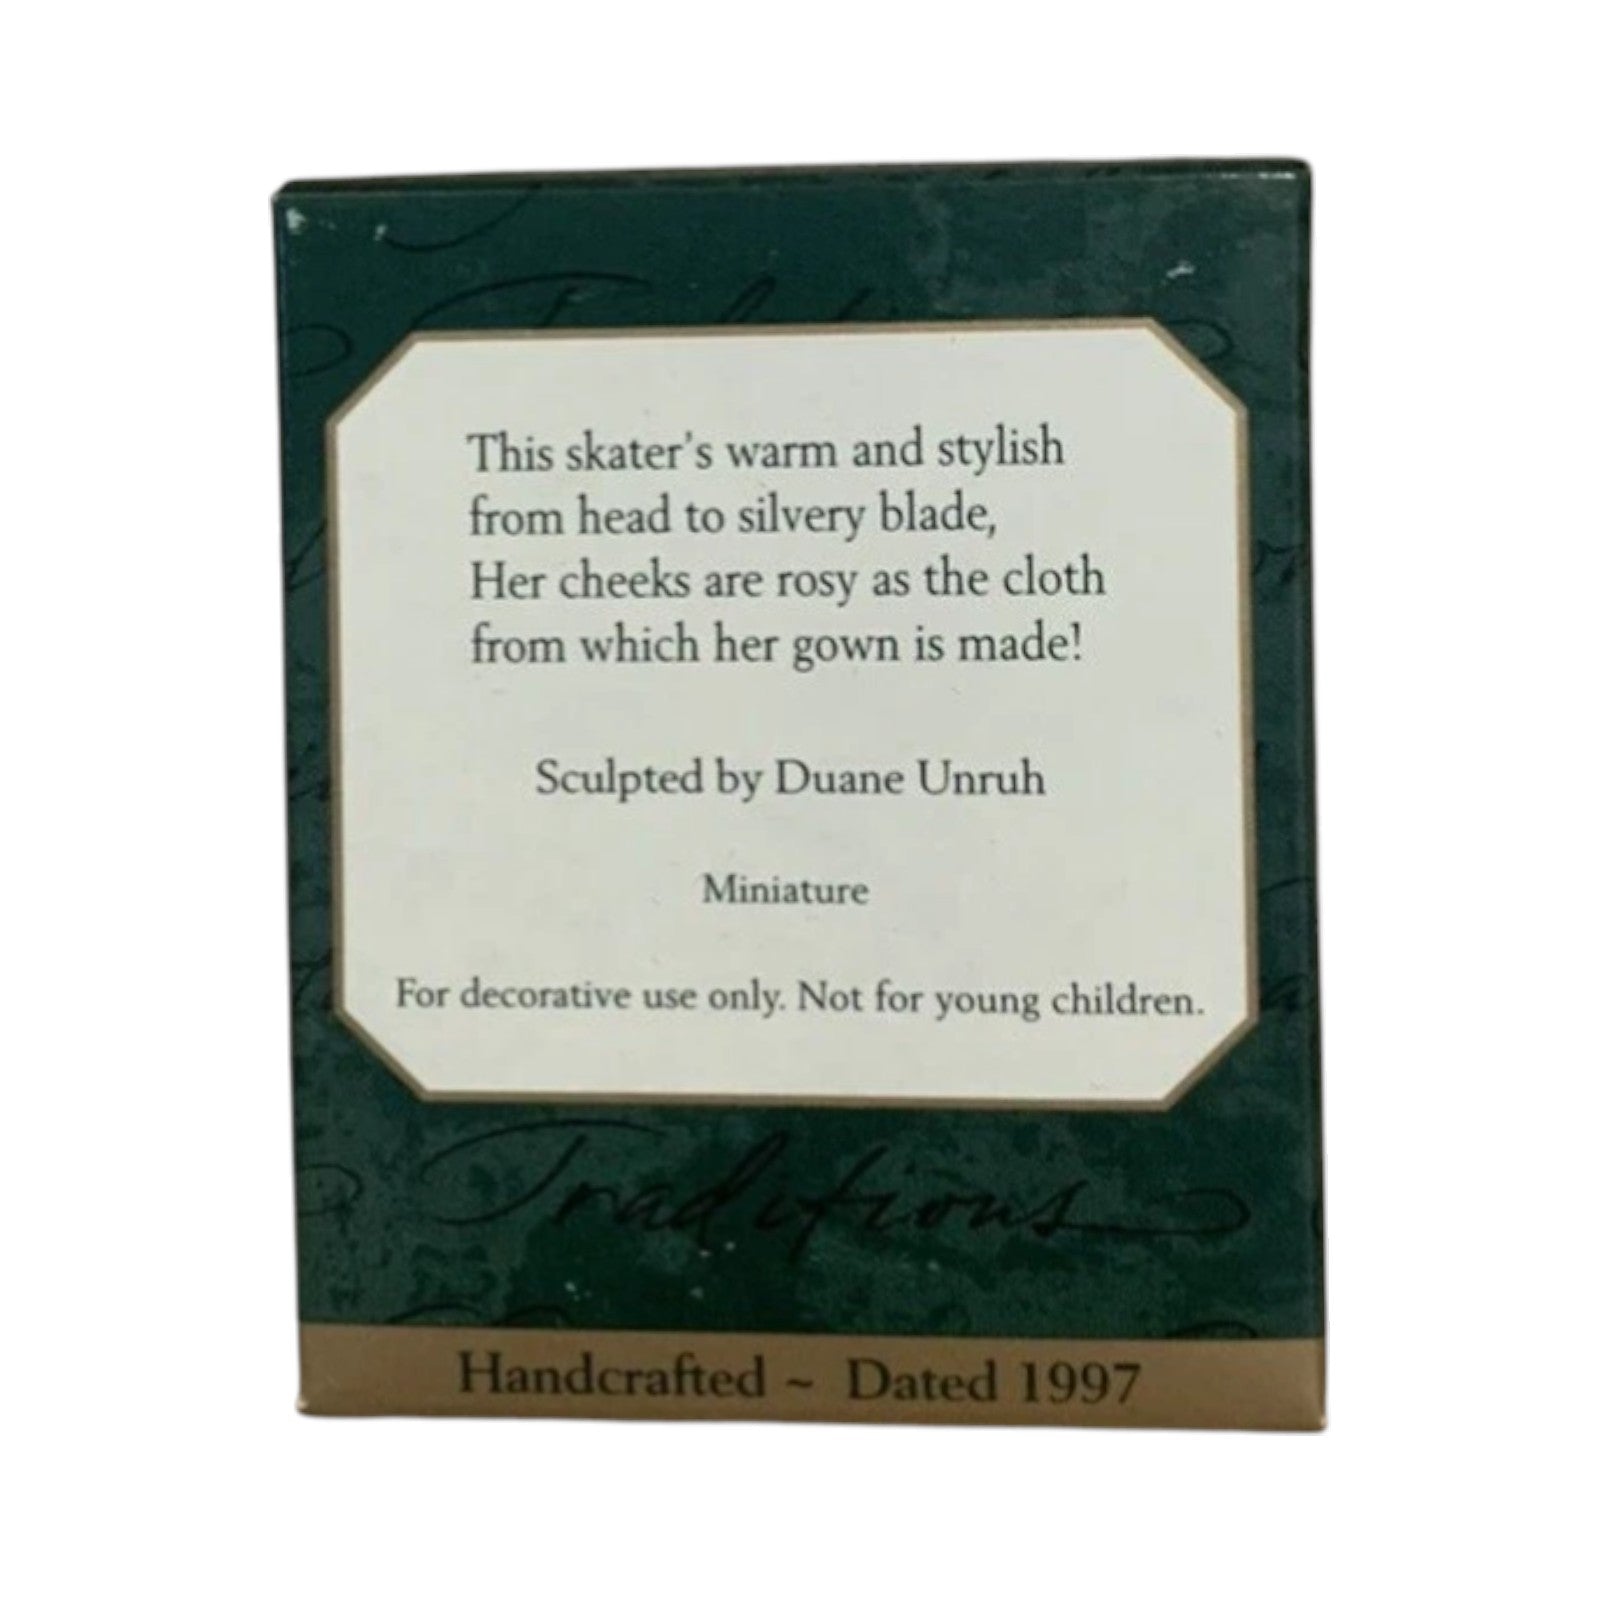 This skater's warm and stylish
from head to silvery blade,
Her cheeks are rosy as the cloth
from which her gown is made!
Sculpted by Duane Unruh
Miniature
For decorative use only. Not for young children.
Traditions
Handcrafted ~ Dated 1997